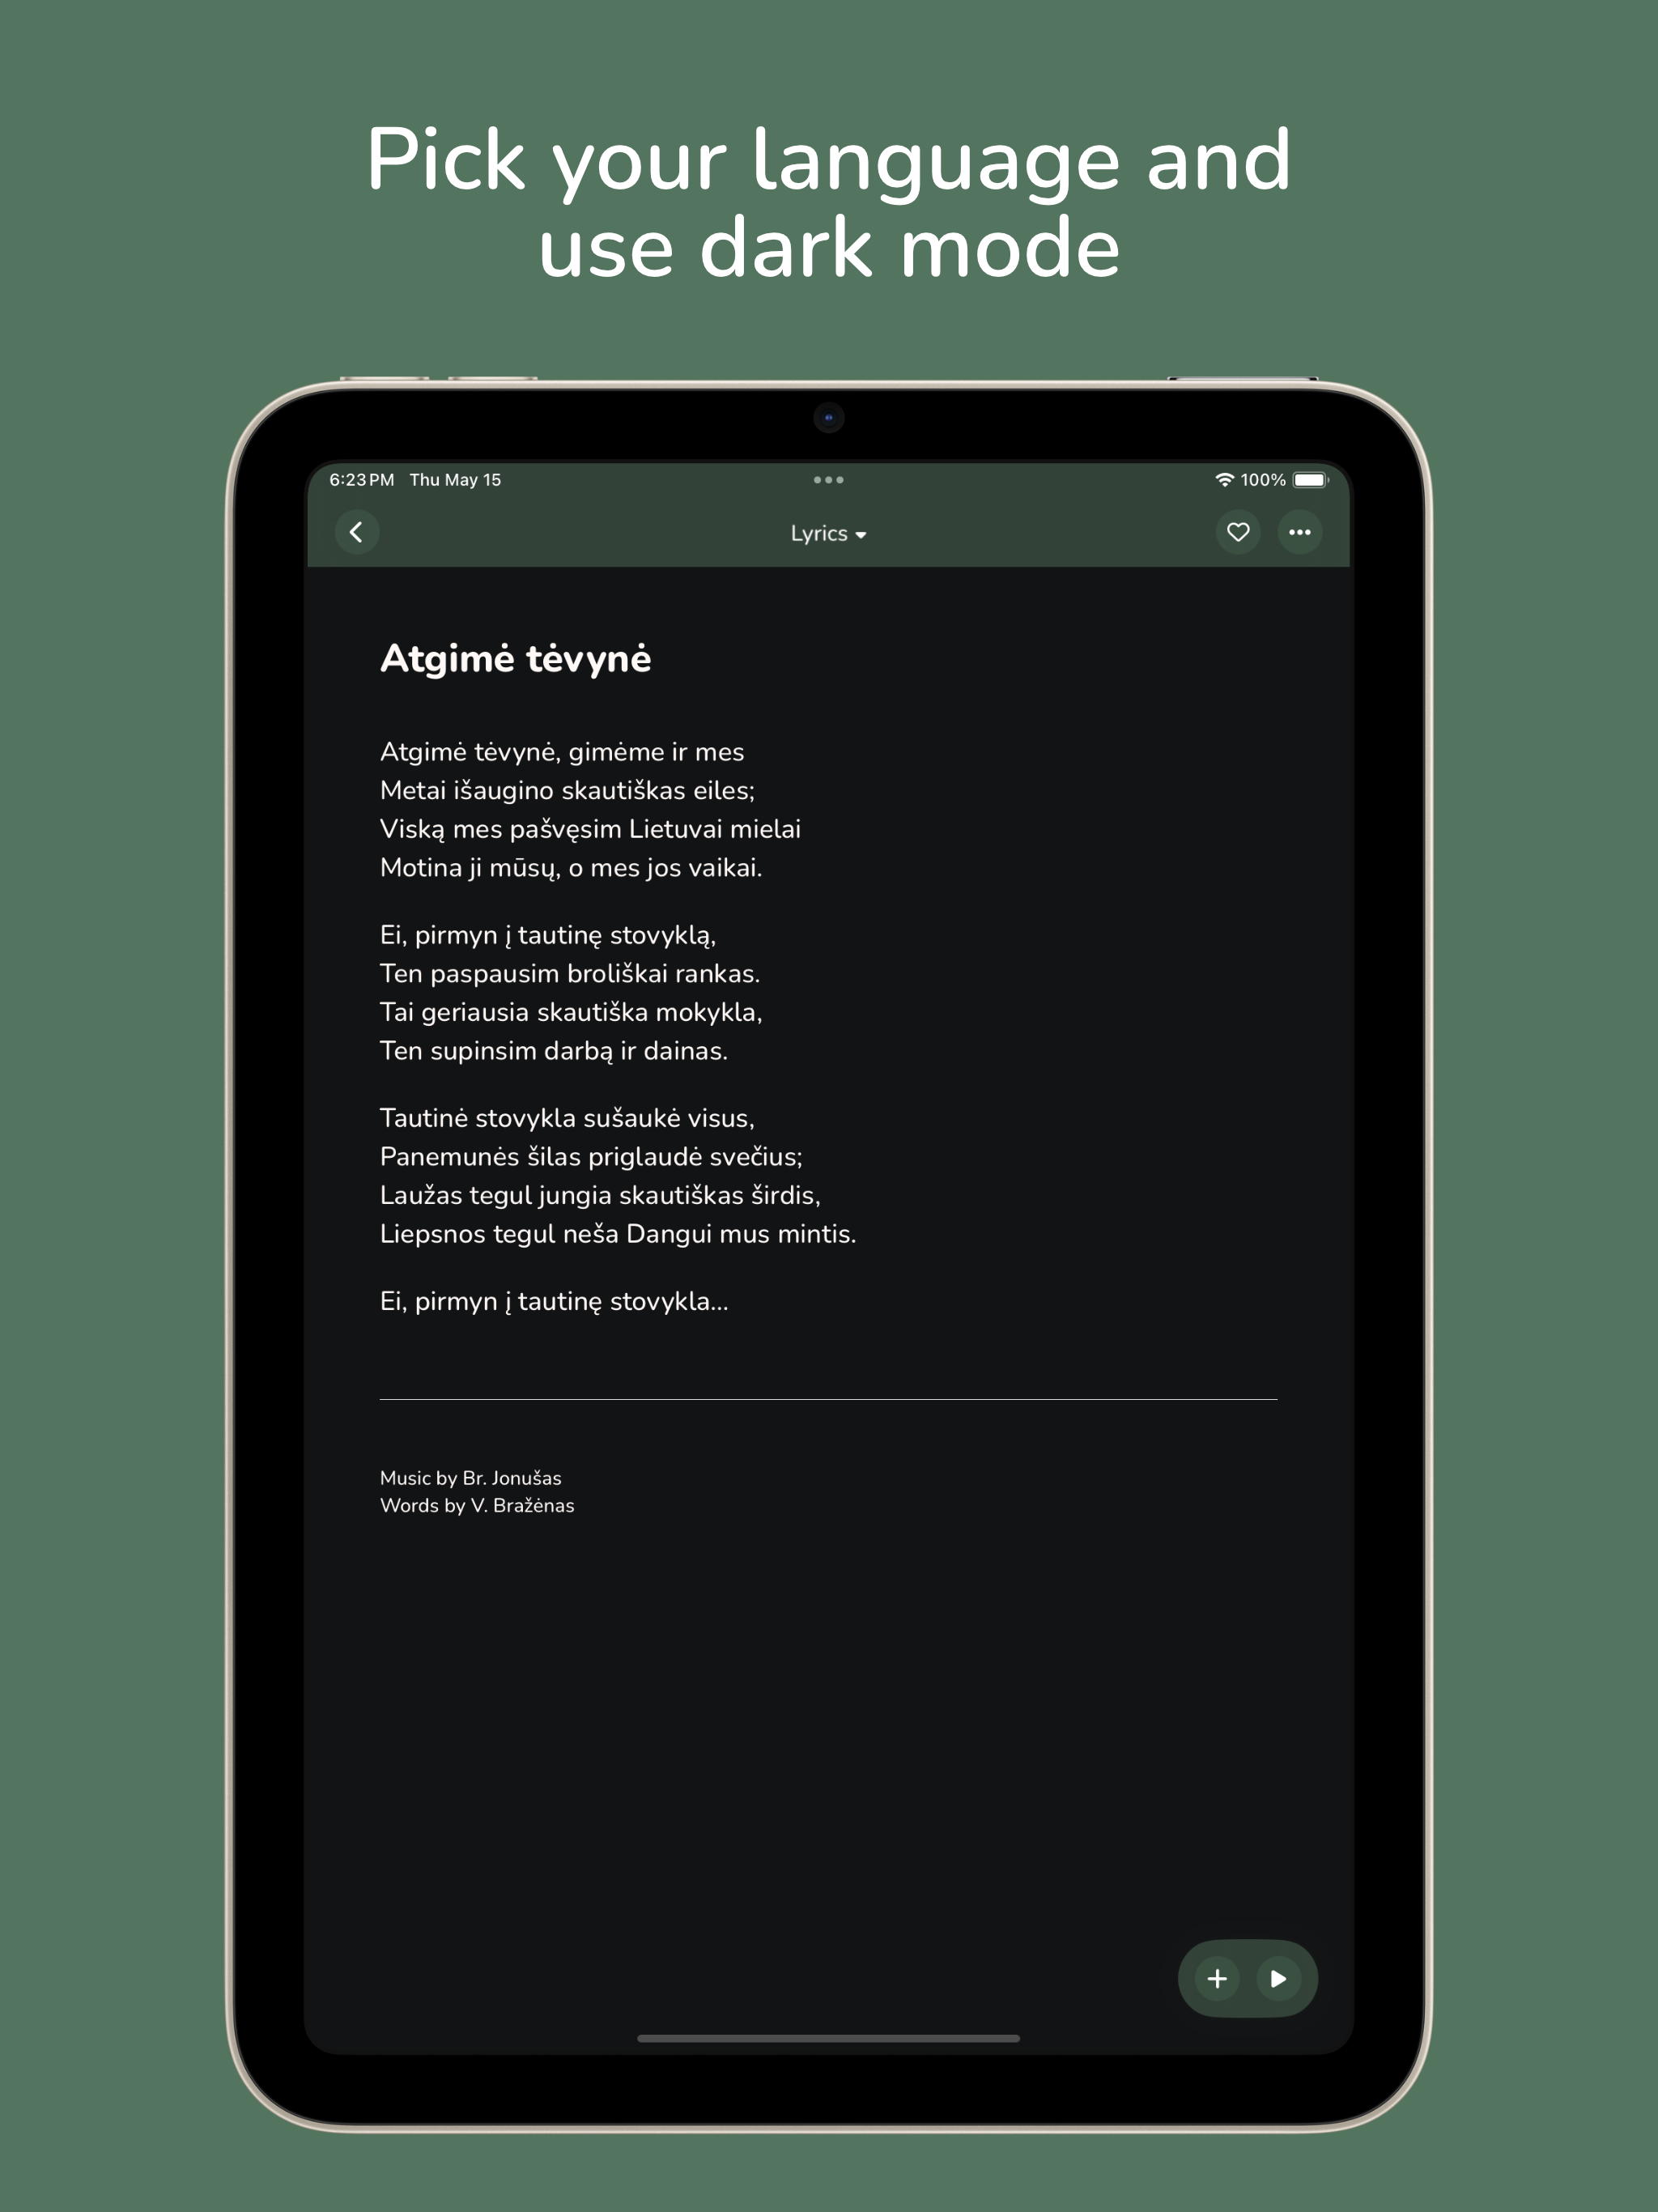 Pick your language and
use dark mode
6:23 PM Thu May 15
100%
Lyrics
Atgimė tėvynė
Atgimė tėvynė, gimėme ir mes
Metai išaugino skautiškas eiles;
Viską mes pašvęsim Lietuvai mielai
Motina ji mūsų, o mes jos vaikai.
Ei, pirmyn į tautinę stovyklą,
Ten paspausim broliškai rankas.
Tai geriausia skautiška mokykla,
Ten supinsim darbą ir dainas.
Tautinė stovykla sušaukė visus,
Panemunės šilas priglaudė svečius;
Laužas tegul jungia skautiškas širdis,
Liepsnos tegul neša Dangui mus mintis.
Ei, pirmyn į tautinę stovykla...
Music by Br. Jonušas
Words by V. Bražėnas